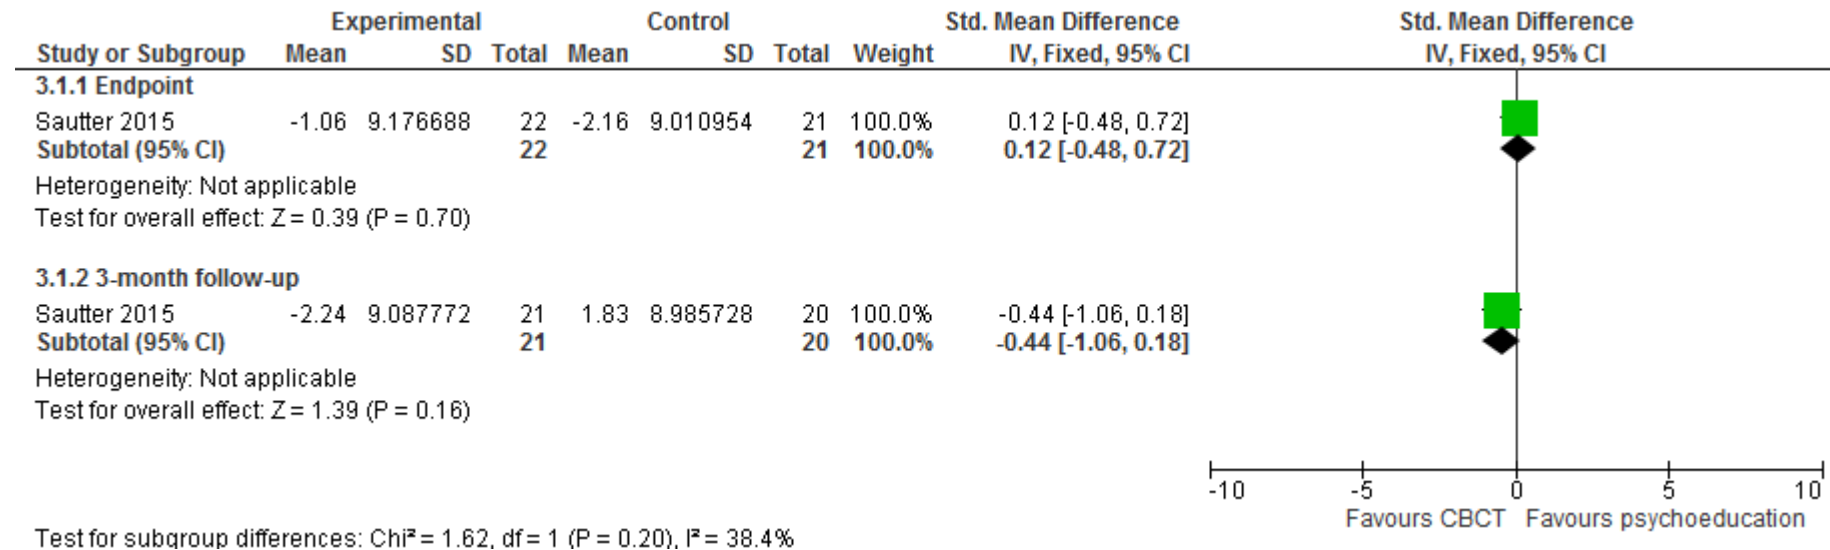 Experimental Control Std. Mean Difference Std. Mean Difference
Study or Subgroup Mean SD Total Mean SD Total Weight IV, Fixed, 95% CI IV, Fixed, 95% CI
3.1.1 Endpoint
Sautter 2015 -1.06 9.176688 22 -2.16 9.010954 21 100.0% 0.12 [-0.48, 0.72]
Subtotal (95% CI) 22 21 100.0% 0.12 [-0.48, 0.72]
Heterogeneity: Not applicable
Test for overall effect: Z = 0.39 (P = 0.70)
3.1.2 3-month follow-up
Sautter 2015 -2.24 9.087772 21 1.83 8.985728 20 100.0% -0.44 [-1.06, 0.18]
Subtotal (95% CI) 21 20 100.0% -0.44 [-1.06, 0.18]
Heterogeneity: Not applicable
Test for overall effect: Z = 1.39 (P = 0.16)
-10 -5 0 5 10
Favours CBCT Favours psychoeducation
Test for subgroup differences: Chi² = 1.62, df = 1 (P = 0.20), I² = 38.4%